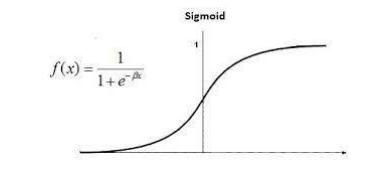 Sigmoid
1
f(x) = 1 / (1 + e^{-βx})